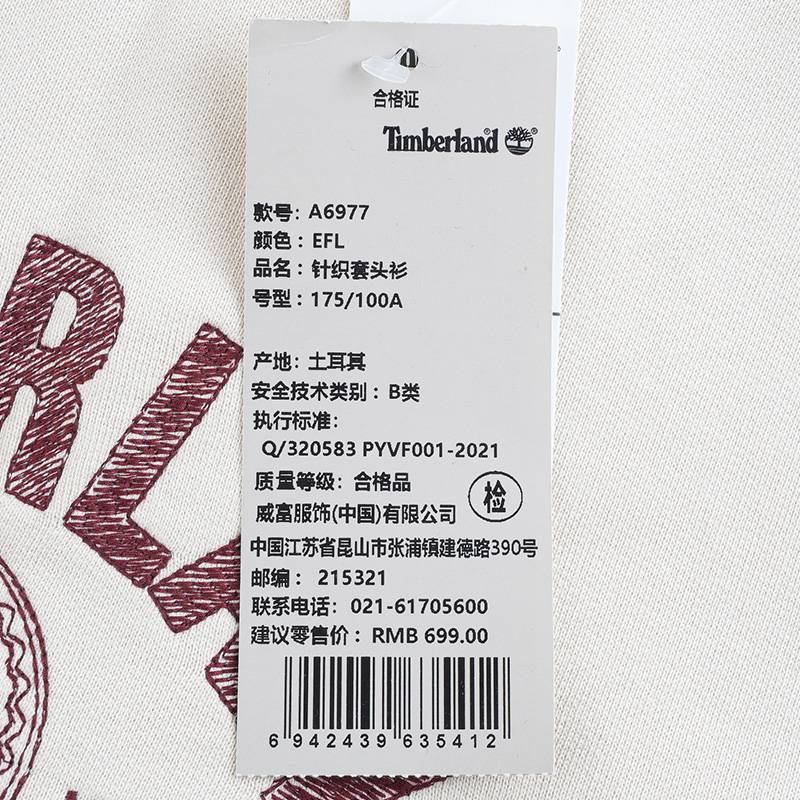 合格证
Timberland®
款号: A6977
颜色: EFL
品名: 针织套头衫
号型: 175/100A
产地: 土耳其
安全技术类别: B类
执行标准:
Q/320583 PYVF001-2021
质量等级: 合格品
检
威富服饰(中国)有限公司
中国江苏省昆山市张浦镇建德路390号
邮编: 215321
联系电话: 021-61705600
建议零售价: RMB 699.00
6 942439 635412
RL